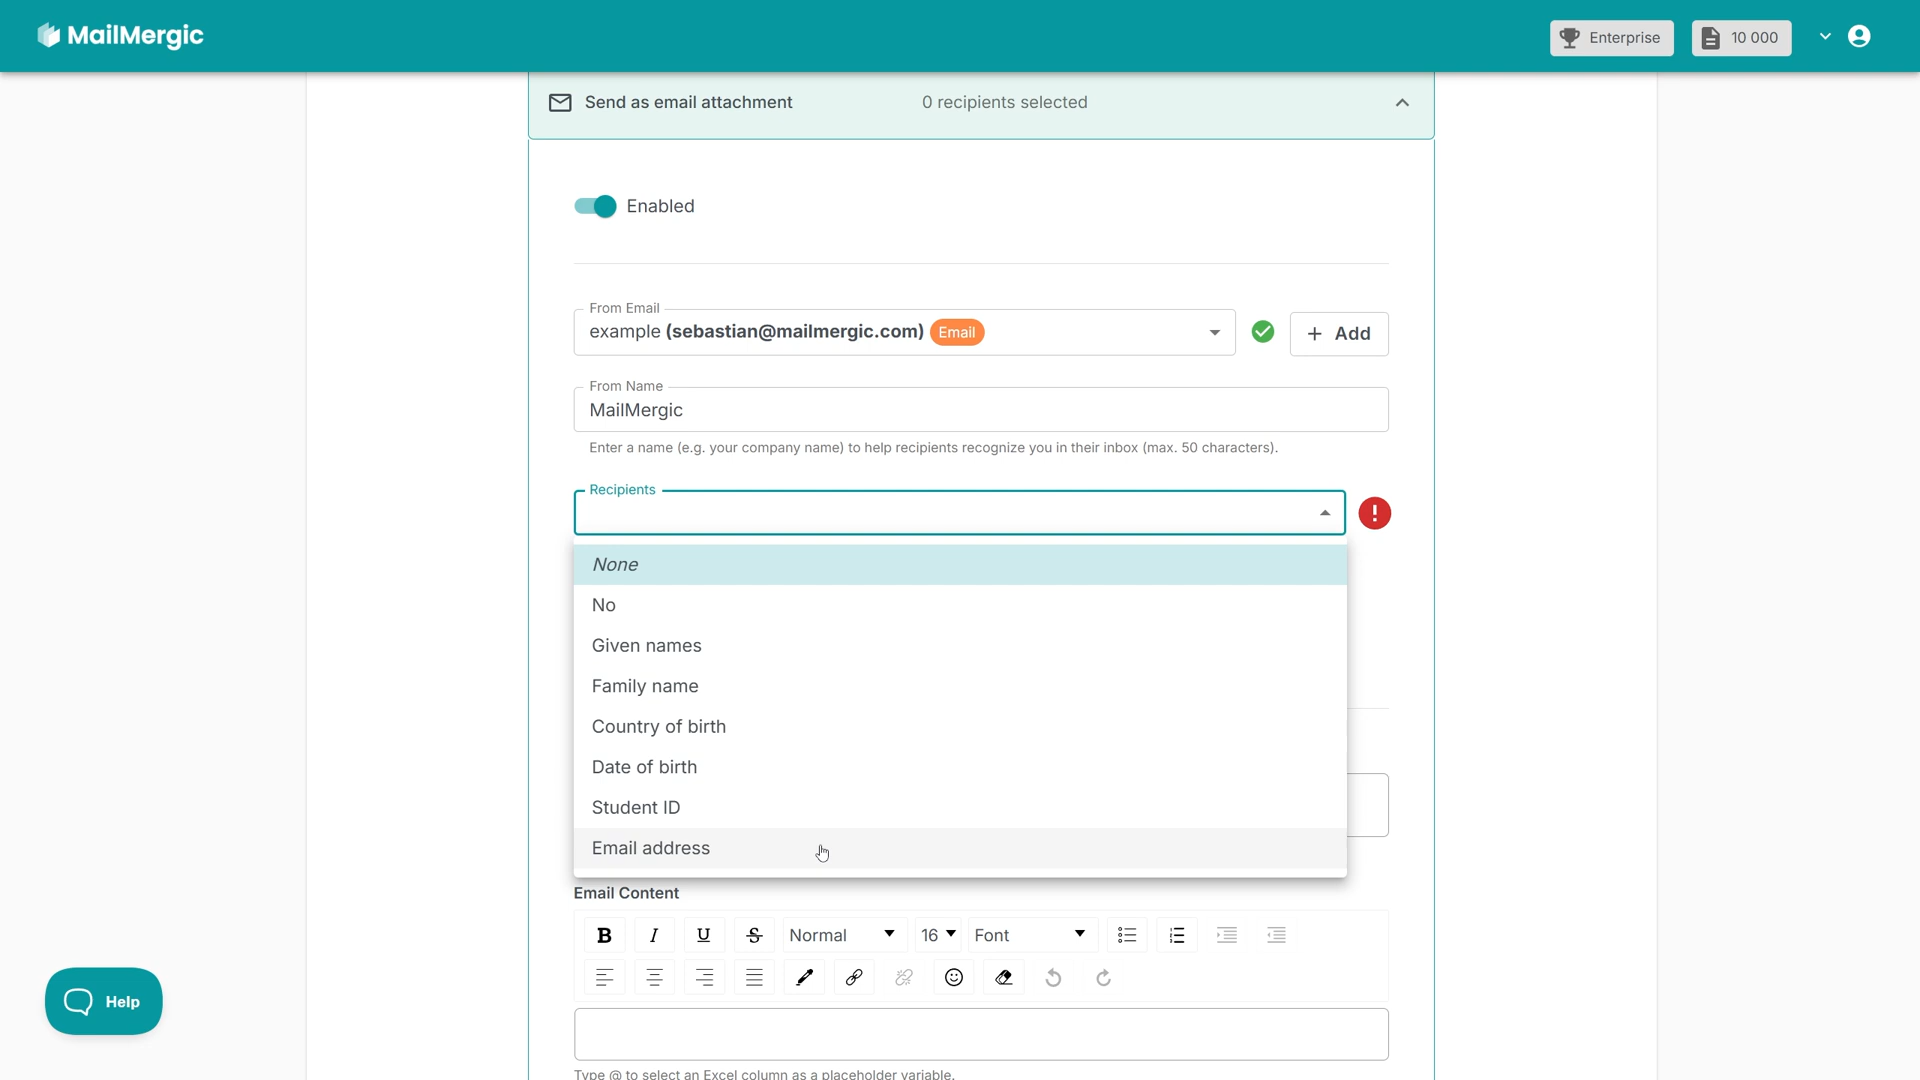 MailMergic
Enterprise
10 000
Send as email attachment
0 recipients selected
Enabled
From Email
example (sebastian@mailmergic.com) Email
+ Add
From Name
MailMergic
Enter a name (e.g. your company name) to help recipients recognize you in their inbox (max. 50 characters).
Recipients
None
No
Given names
Family name
Country of birth
Date of birth
Student ID
Email address
Email Content
B I U S Normal 16 Font
Help
Type @ to select an Excel column as a placeholder variable.